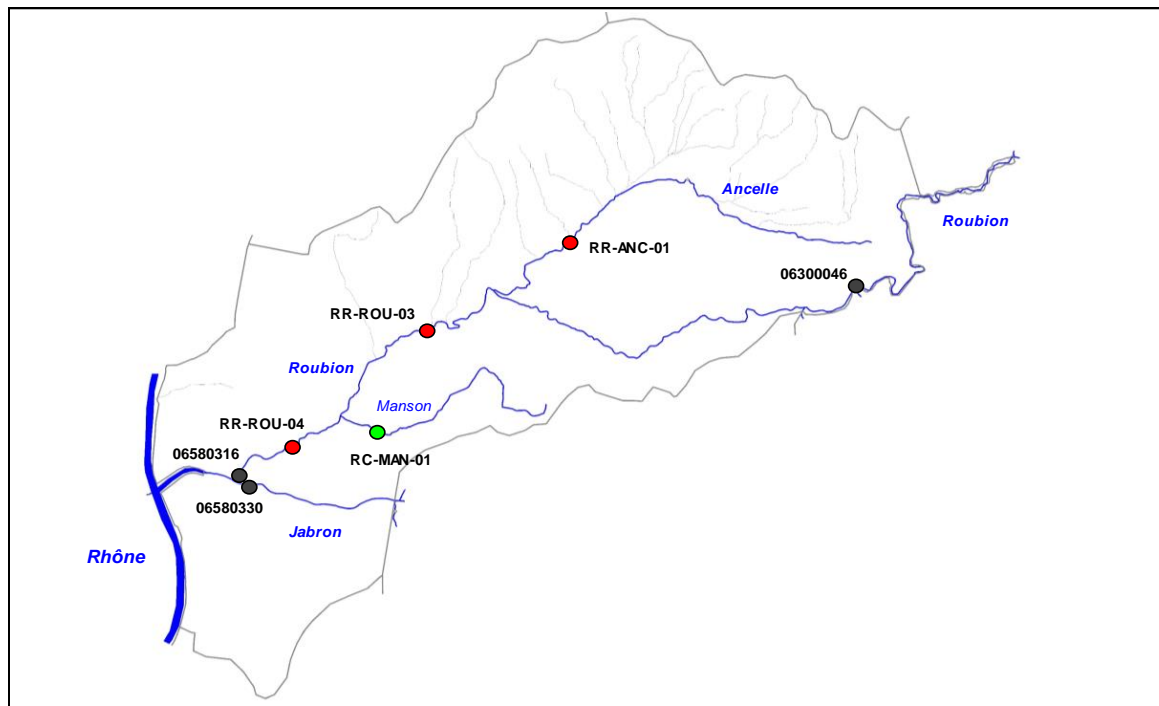 Ancelle
Roubion
RR-ANC-01
06300046
RR-ROU-03
Roubion
Manson
RR-ROU-04
06580316
RC-MAN-01
06580330
Jabron
Rhône